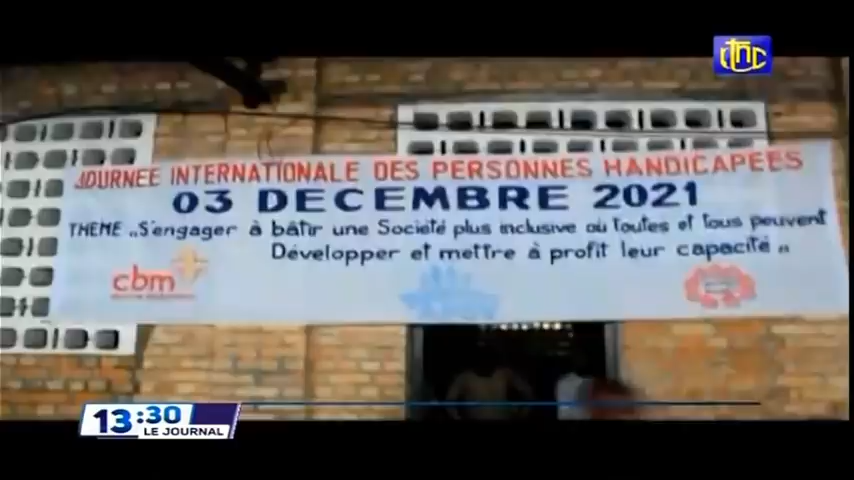 RTNC
JOURNEE INTERNATIONALE DES PERSONNES HANDICAPEES
03 DECEMBRE 2021
THEME „S'engager à bâtir une Société plus inclusive où toutes et tous peuvent
Développer et mettre à profit leur capacité "
cbm
13:30
LE JOURNAL